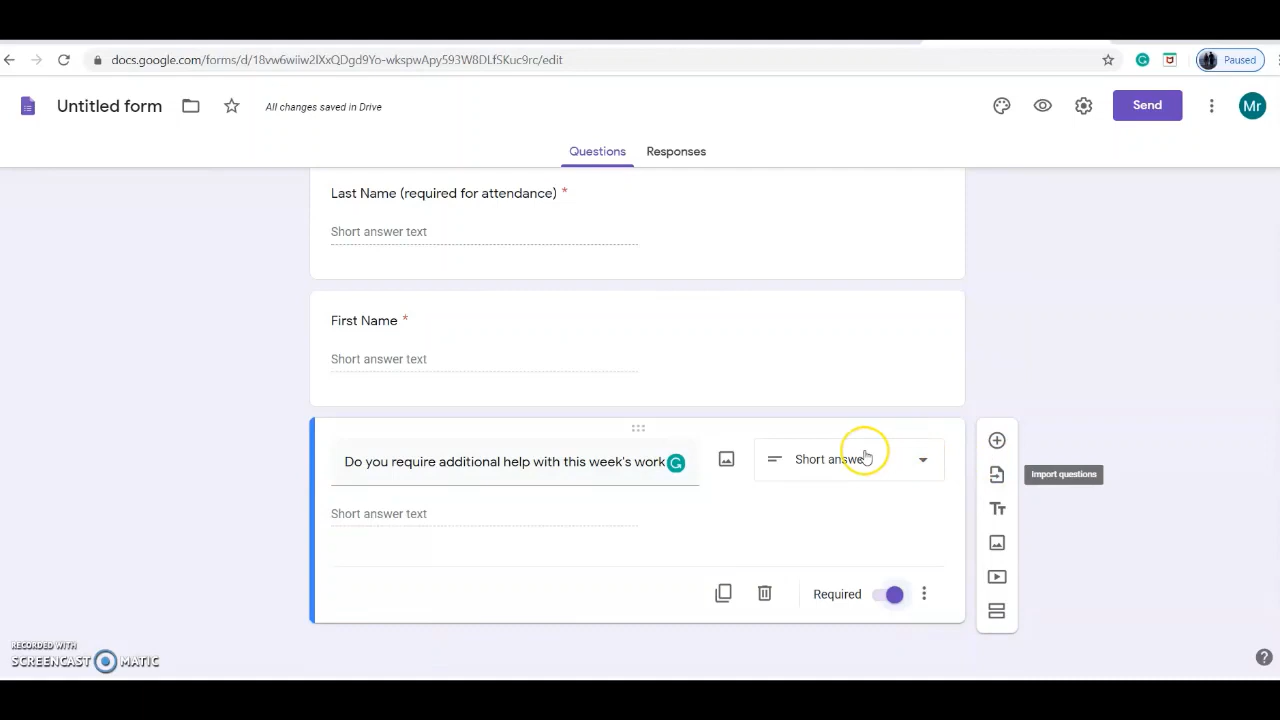 docs.google.com/forms/d/18vw6wiiw2lXxQDgd9Yo-wkspwApy593W8DLfSKuc9rc/edit
Paused
Untitled form
All changes saved in Drive
Send
Mr
Questions
Responses
Last Name (required for attendance) *
Short answer text
First Name *
Short answer text
Do you require additional help with this week's work
Short answer
Import questions
Short answer text
Required
RECORDED WITH
SCREENCAST MATIC